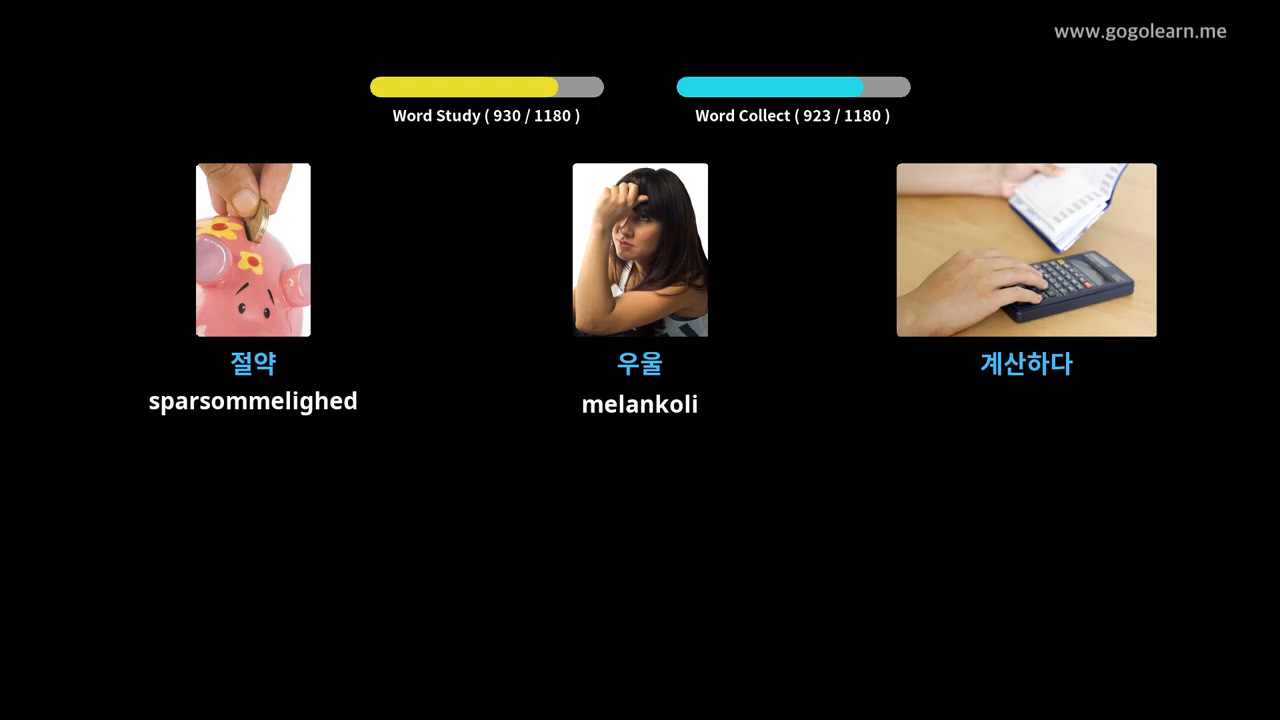 www.gogolearn.me
Word Study ( 930 / 1180 )
Word Collect ( 923 / 1180 )
절약
sparsommelighed
우울
melankoli
계산하다